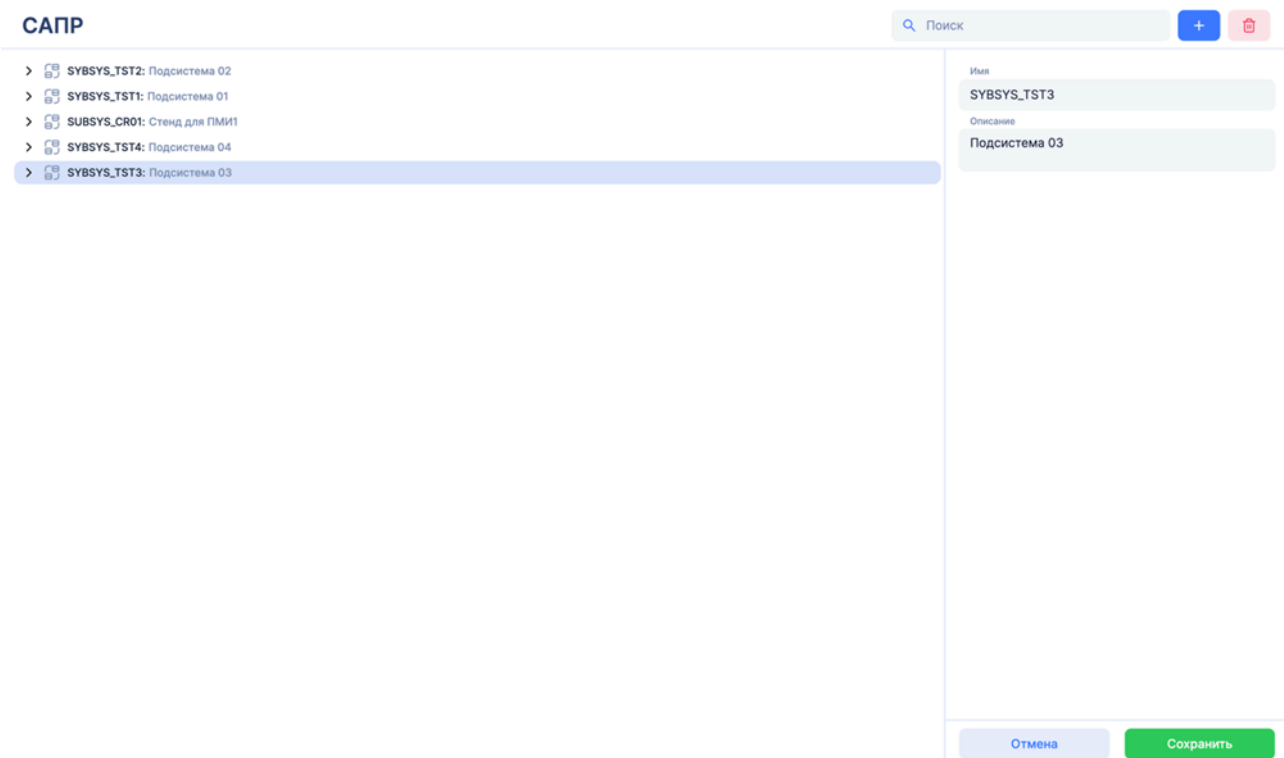 САПР
Поиск
SYBSYS_TST2: Подсистема 02
SYBSYS_TST1: Подсистема 01
SUBSYS_CR01: Стенд для ПМИ1
SYBSYS_TST4: Подсистема 04
SYBSYS_TST3: Подсистема 03
Имя
SYBSYS_TST3
Описание
Подсистема 03
Отмена
Сохранить